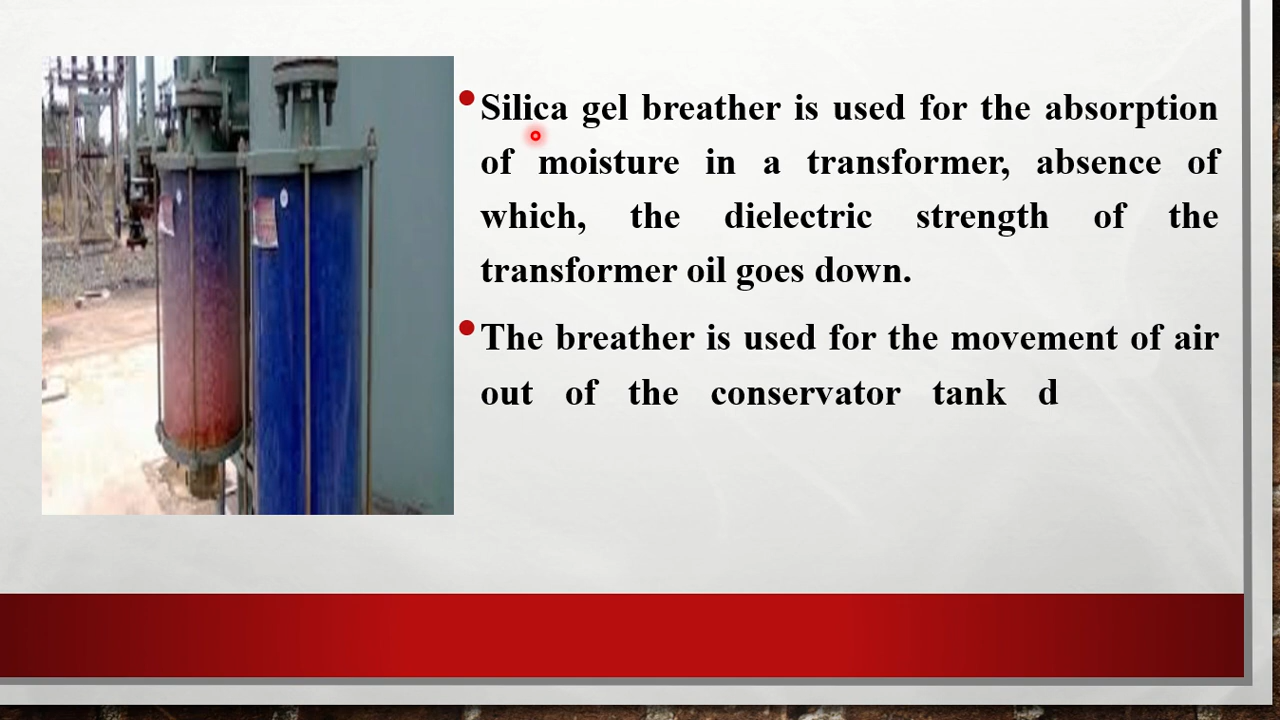 •Silica gel breather is used for the absorption
of moisture in a transformer, absence of
which, the dielectric strength of the
transformer oil goes down.
•The breather is used for the movement of air
out of the conservator tank d